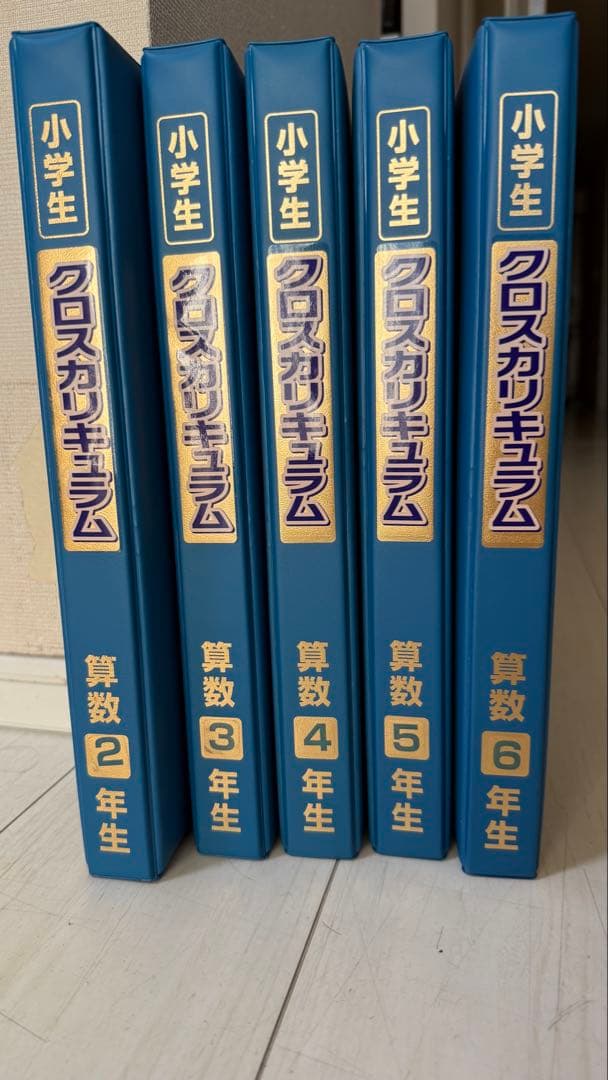 小学生
クロスカリキュラム
算数2年生
小学生
クロスカリキュラム
算数3年生
小学生
クロスカリキュラム
算数4年生
小学生
クロスカリキュラム
算数5年生
小学生
クロスカリキュラム
算数6年生